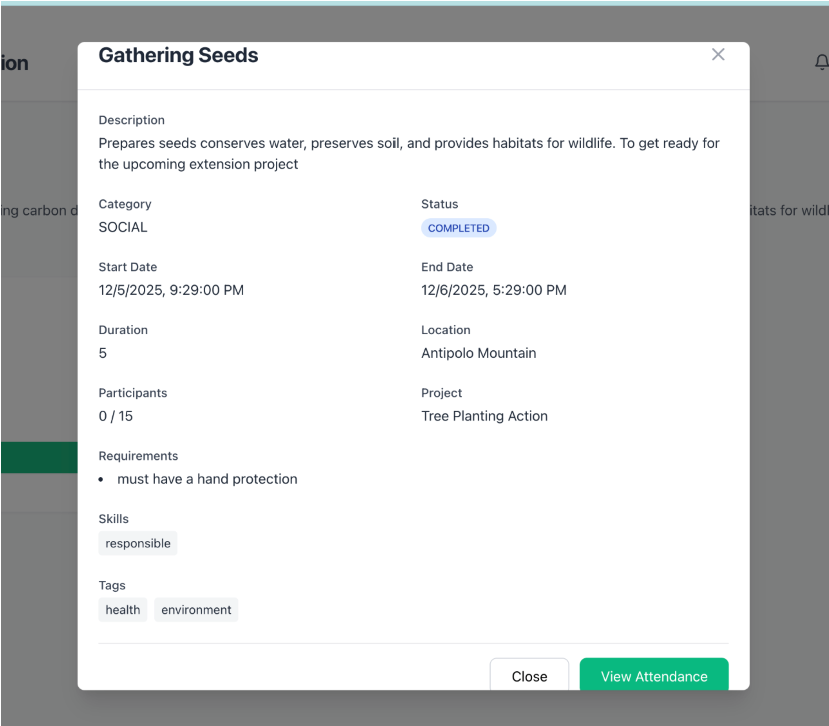 Gathering Seeds
ion
Description
Prepares seeds conserves water, preserves soil, and provides habitats for wildlife. To get ready for
the upcoming extension project
Category
Status
ing carbon d
itats for wildl
SOCIAL
COMPLETED
Start Date
End Date
12/5/2025, 9:29:00 PM
12/6/2025, 5:29:00 PM
Duration
Location
5
Antipolo Mountain
Participants
Project
0 / 15
Tree Planting Action
Requirements
• must have a hand protection
Skills
responsible
Tags
health
environment
Close
View Attendance